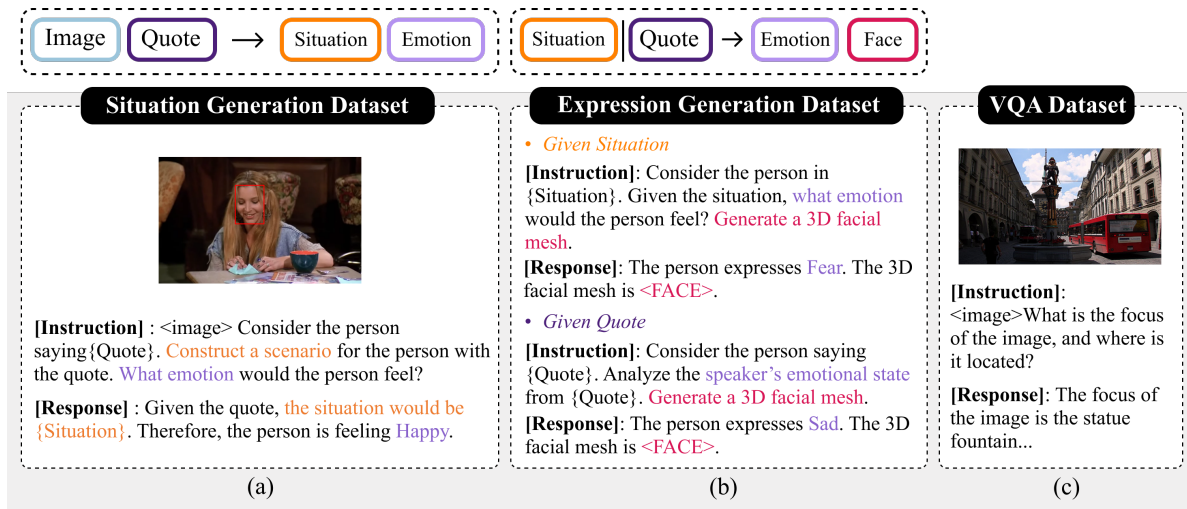 Image Quote → Situation Emotion
Situation | Quote → Emotion Face
Situation Generation Dataset
[Instruction] : <image> Consider the person
saying{Quote}. Construct a scenario for the person with
the quote. What emotion would the person feel?
[Response] : Given the quote, the situation would be
{Situation}. Therefore, the person is feeling Happy.
(a)
Expression Generation Dataset
• Given Situation
[Instruction]: Consider the person in
{Situation}. Given the situation, what emotion
would the person feel? Generate a 3D facial
mesh.
[Response]: The person expresses Fear. The 3D
facial mesh is <FACE>.
• Given Quote
[Instruction]: Consider the person saying
{Quote}. Analyze the speaker’s emotional state
from {Quote}. Generate a 3D facial mesh.
[Response]: The person expresses Sad. The 3D
facial mesh is <FACE>.
(b)
VQA Dataset
[Instruction]:
<image>What is the focus
of the image, and where is
it located?
[Response]: The focus of
the image is the statue
fountain...
(c)